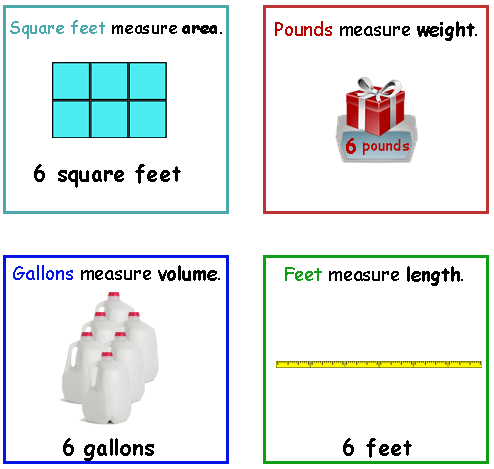 Square feet measure area.
6 square feet
Pounds measure weight.
6 pounds
Gallons measure volume.
6 gallons
Feet measure length.
6 feet